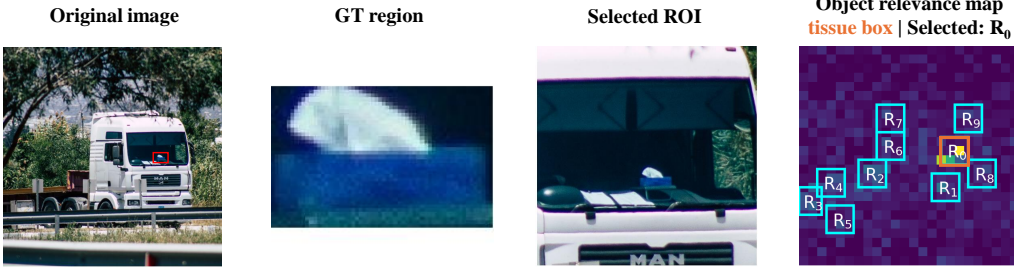 Original image
GT region
Selected ROI
Object relevance map
tissue box | Selected: R0
MAN
R7
R9
R6
R0
R2
R8
R4
R1
R3
R5